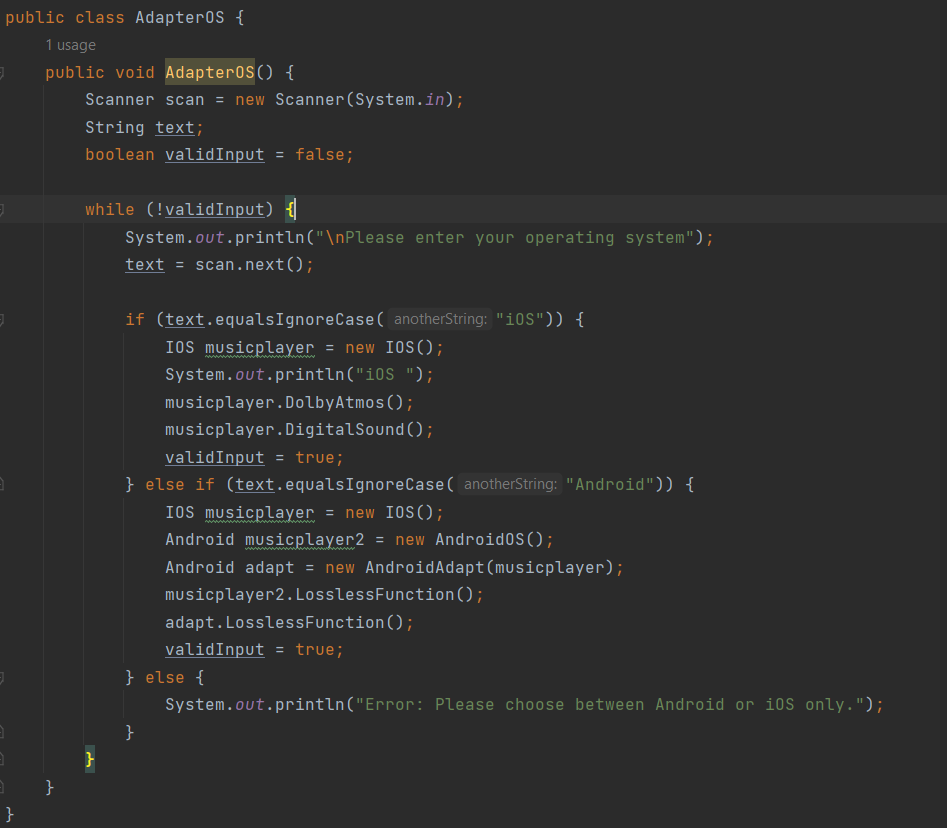 public class AdapterOS {
1 usage
public void AdapterOS() {
Scanner scan = new Scanner(System.in);
String text;
boolean validInput = false;
while (!validInput) {
System.out.println("\nPlease enter your operating system");
text = scan.next();
if (text.equalsIgnoreCase( anotherString: "iOS")) {
IOS musicplayer = new IOS();
System.out.println("iOS ");
musicplayer.DolbyAtmos();
musicplayer.DigitalSound();
validInput = true;
} else if (text.equalsIgnoreCase( anotherString: "Android")) {
IOS musicplayer = new IOS();
Android musicplayer2 = new AndroidOS();
Android adapt = new AndroidAdapt(musicplayer);
musicplayer2.LosslessFunction();
adapt.LosslessFunction();
validInput = true;
} else {
System.out.println("Error: Please choose between Android or iOS only.");
}
}
}
}